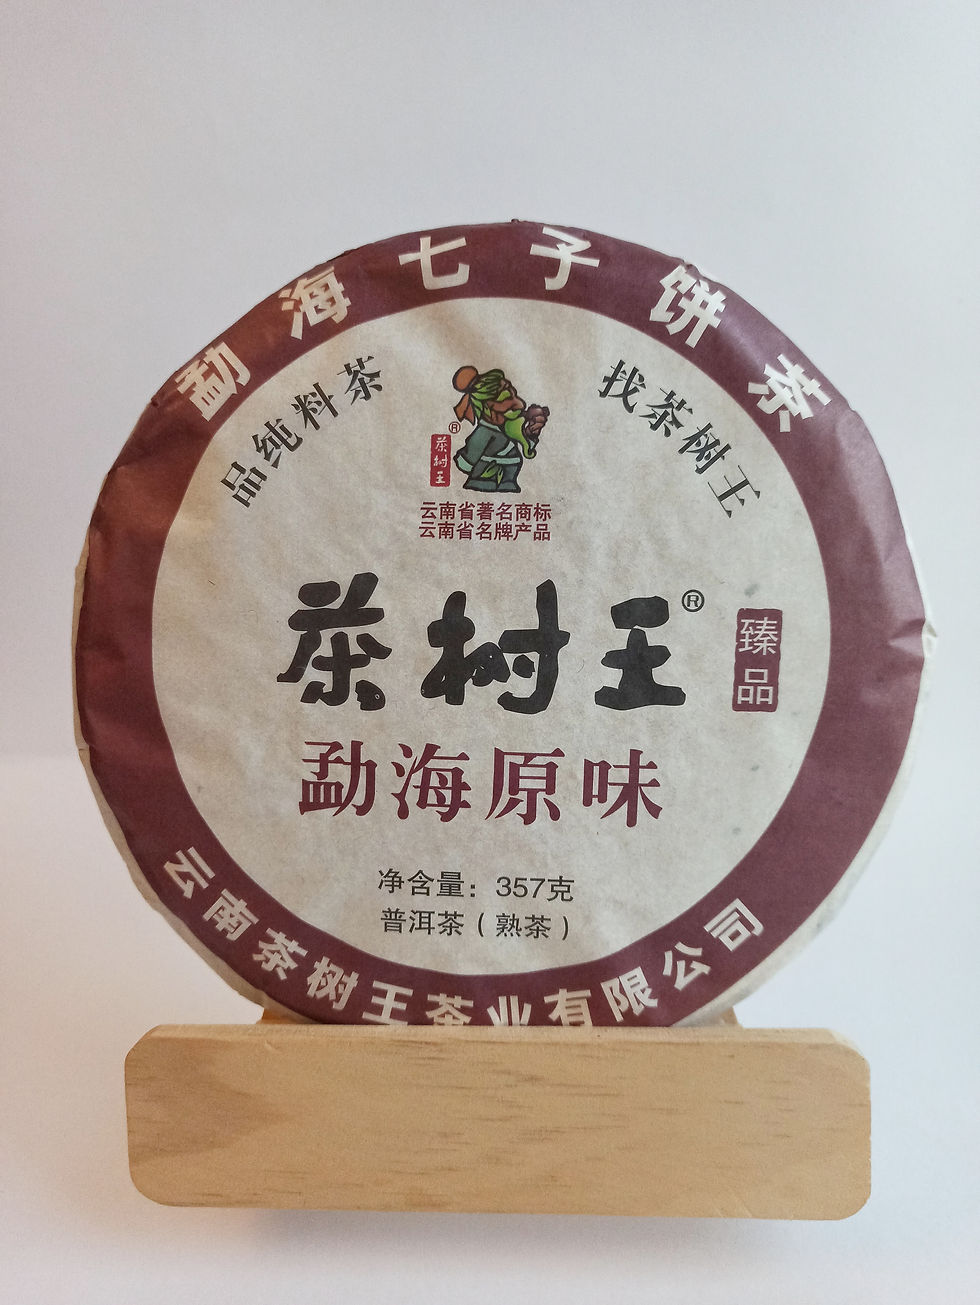 勐海七子饼茶
品纯料茶
找茶树王
®
茶树王
云南省著名商标
云南省名牌产品
茶树王®
臻品
勐海原味
净含量：357克
普洱茶（熟茶）
云南茶树王茶业有限公司